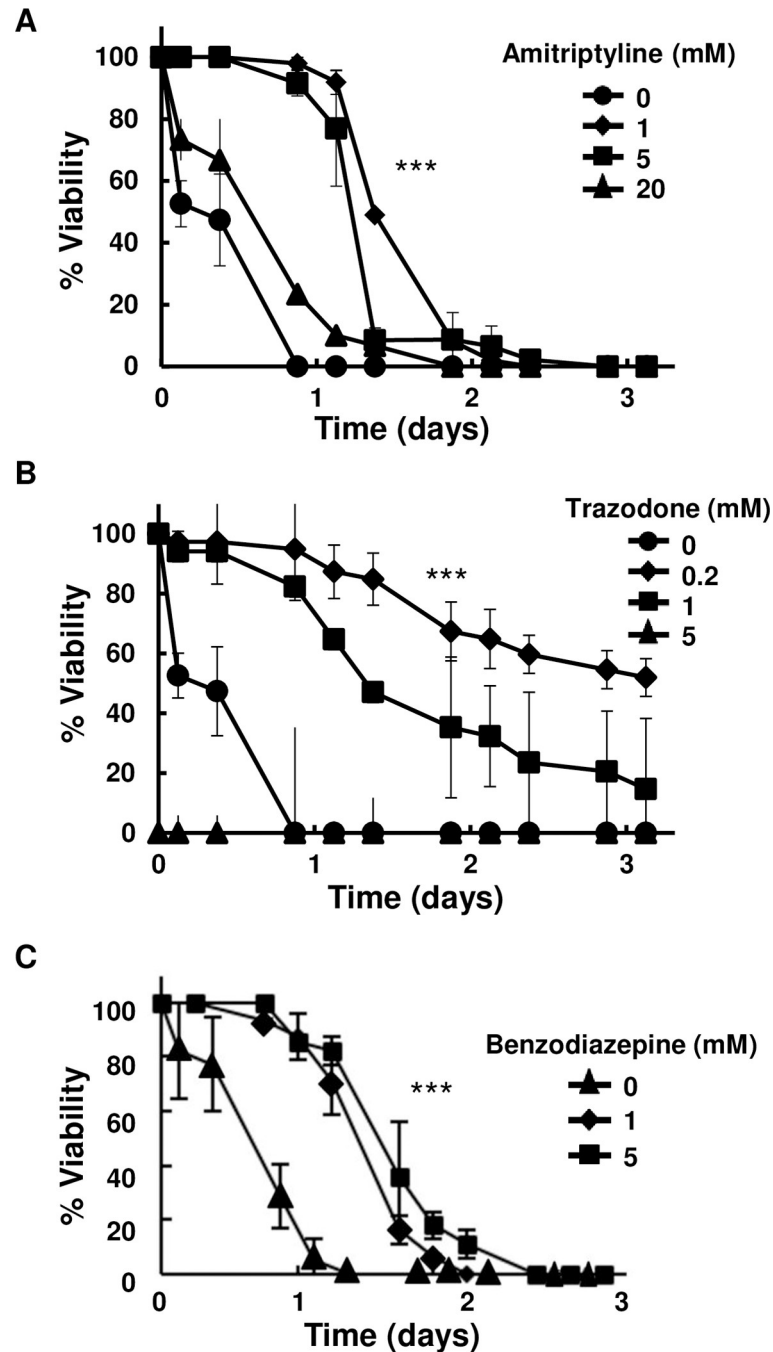 A
Amitriptyline (mM)
0
1
5
20
***
% Viability
100
80
60
40
20
0
0 1 2 3
Time (days)
B
Trazodone (mM)
0
0.2
1
5
***
% Viability
100
80
60
40
20
0
0 1 2 3
Time (days)
C
Benzodiazepine (mM)
0
1
5
***
% Viability
100
80
60
40
20
0
0 1 2 3
Time (days)